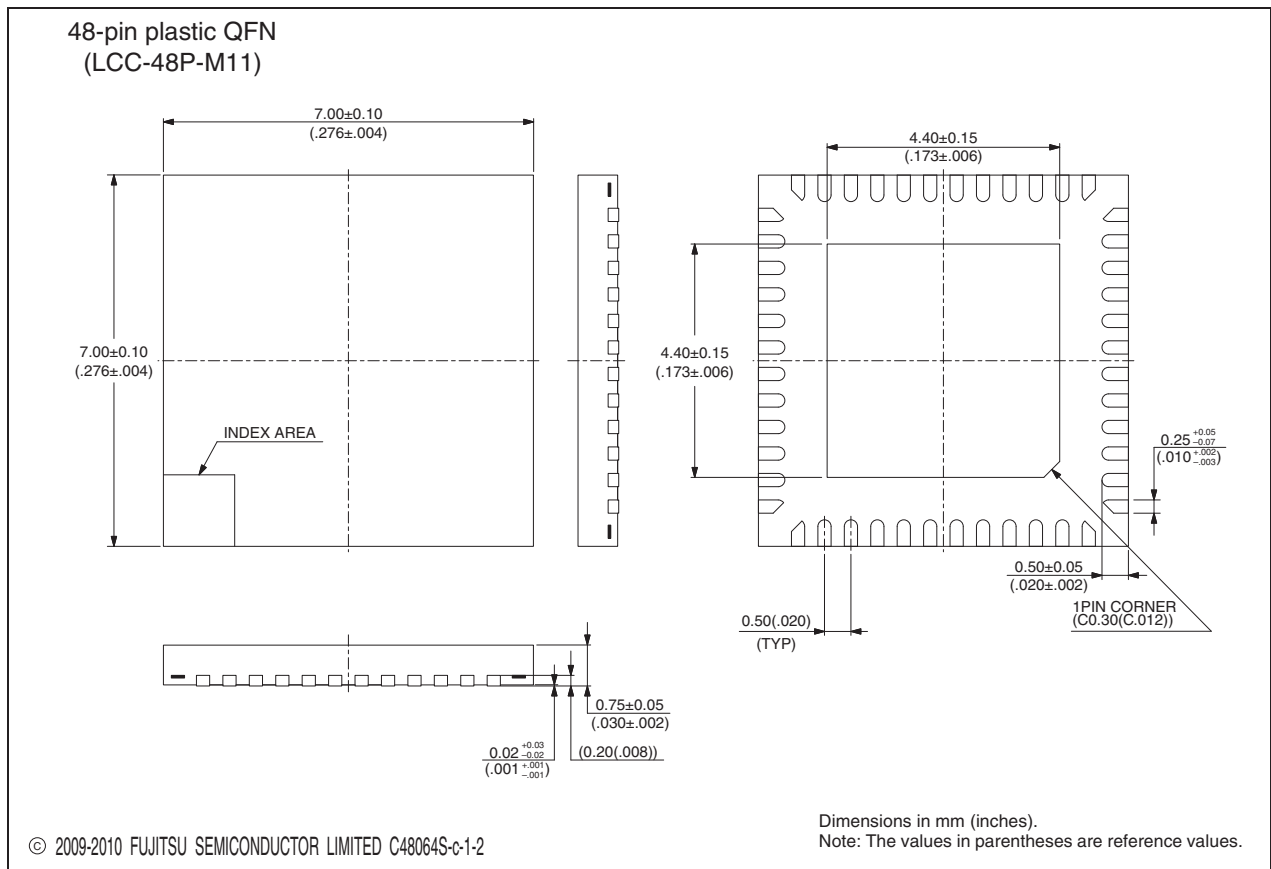 48-pin plastic QFN
(LCC-48P-M11)
7.00±0.10
(.276±.004)
4.40±0.15
(.173±.006)
7.00±0.10
(.276±.004)
4.40±0.15
(.173±.006)
INDEX AREA
0.25 +0.05 −0.07
(.010 +.002 −.003)
0.50±0.05
(.020±.002)
1PIN CORNER
(C0.30(C.012))
0.50(.020)
(TYP)
0.75±0.05
(.030±.002)
0.02 +0.03 −0.02
(.001 +.001 −.001)
(0.20(.008))
Dimensions in mm (inches).
Note: The values in parentheses are reference values.
© 2009-2010 FUJITSU SEMICONDUCTOR LIMITED C48064S-c-1-2